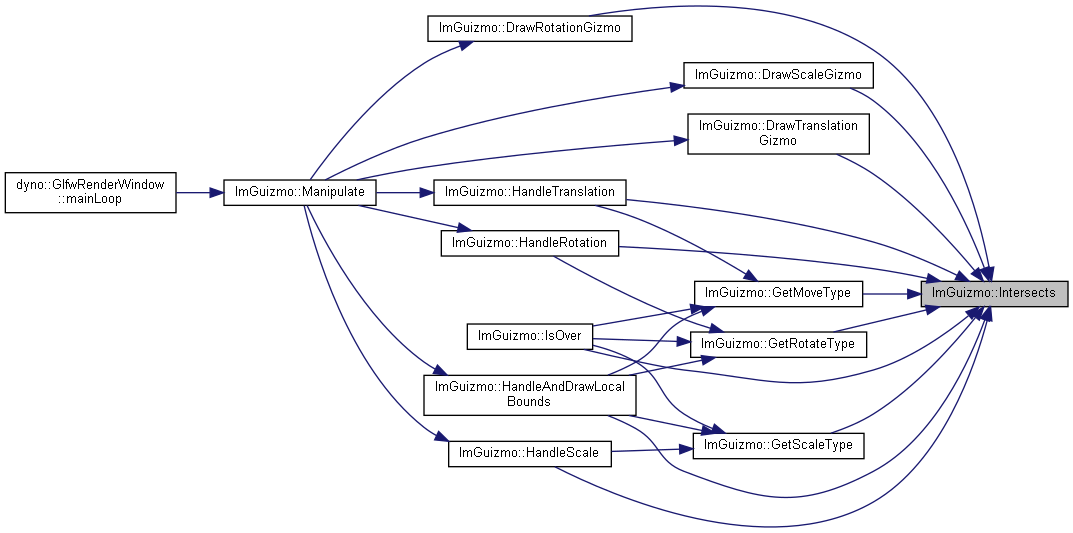 ImGuizmo::DrawRotationGizmo
ImGuizmo::DrawScaleGizmo
ImGuizmo::DrawTranslation
Gizmo
dyno::GlfwRenderWindow
::mainLoop
ImGuizmo::Manipulate
ImGuizmo::HandleTranslation
ImGuizmo::HandleRotation
ImGuizmo::GetMoveType
ImGuizmo::Intersects
ImGuizmo::IsOver
ImGuizmo::GetRotateType
ImGuizmo::HandleAndDrawLocal
Bounds
ImGuizmo::GetScaleType
ImGuizmo::HandleScale